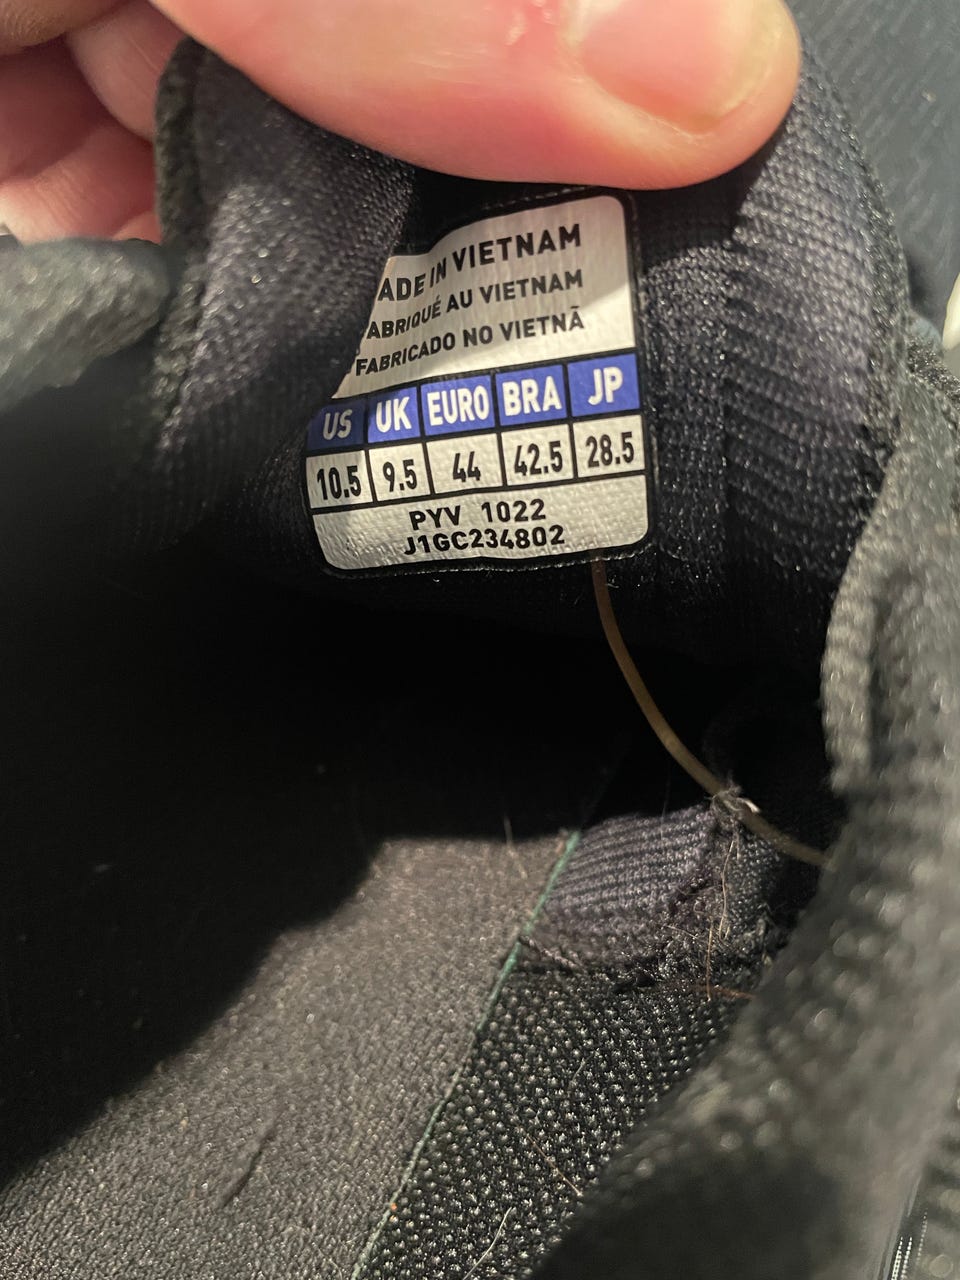 ADE IN VIETNAM
ABRIQUÉ AU VIETNAM
FABRICADO NO VIETNÃ
US UK EURO BRA JP
10.5 9.5 44 42.5 28.5
PYV 1022
J1GC234802